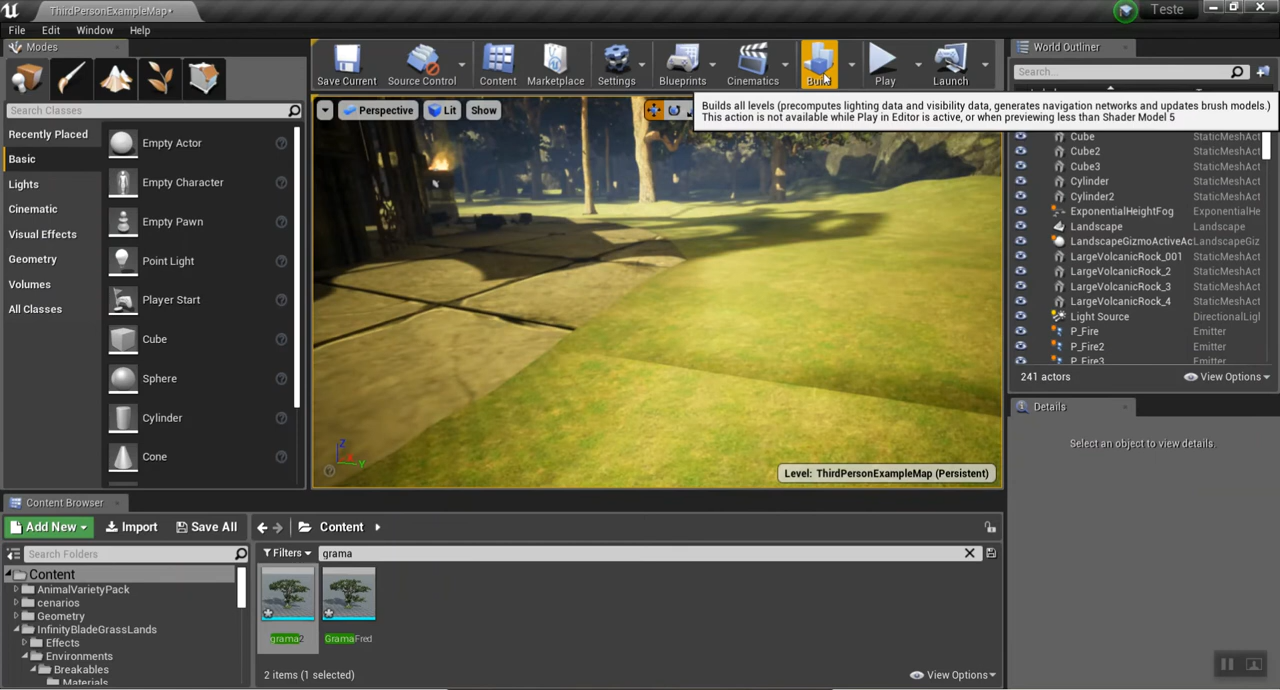 ThirdPersonExampleMap*
Teste
File Edit Window Help
Modes
Search Classes
Recently Placed
Basic
Lights
Cinematic
Visual Effects
Geometry
Volumes
All Classes
Empty Actor
Empty Character
Empty Pawn
Point Light
Player Start
Cube
Sphere
Cylinder
Cone
Save Current
Source Control
Content
Marketplace
Settings
Blueprints
Cinematics
Build
Play
Launch
Perspective
Lit
Show
Builds all levels (precomputes lighting data and visibility data, generates navigation networks and updates brush models.)
This action is not available while Play in Editor is active, or when previewing less than Shader Model 5
Level: ThirdPersonExampleMap (Persistent)
World Outliner
Search...
Cube StaticMeshAct
Cube2 StaticMeshAct
Cube3 StaticMeshAct
Cylinder StaticMeshAct
Cylinder2 StaticMeshAct
ExponentialHeightFog ExponentialHe
Landscape Landscape
LandscapeGizmoActiveAc LandscapeGiz
LargeVolcanicRock_001 StaticMeshAct
LargeVolcanicRock_2 StaticMeshAct
LargeVolcanicRock_3 StaticMeshAct
LargeVolcanicRock_4 StaticMeshAct
Light Source DirectionalLigl
P_Fire Emitter
P_Fire2 Emitter
P_Fire3 Emitter
241 actors
View Options
Details
Select an object to view details.
Content Browser
Add New
Import
Save All
Content
Search Folders
Content
AnimalVarietyPack
cenarios
Geometry
InfinityBladeGrassLands
Effects
Environments
Breakables
Materials
Filters
grama
grama2
GramaFred
2 items (1 selected)
View Options